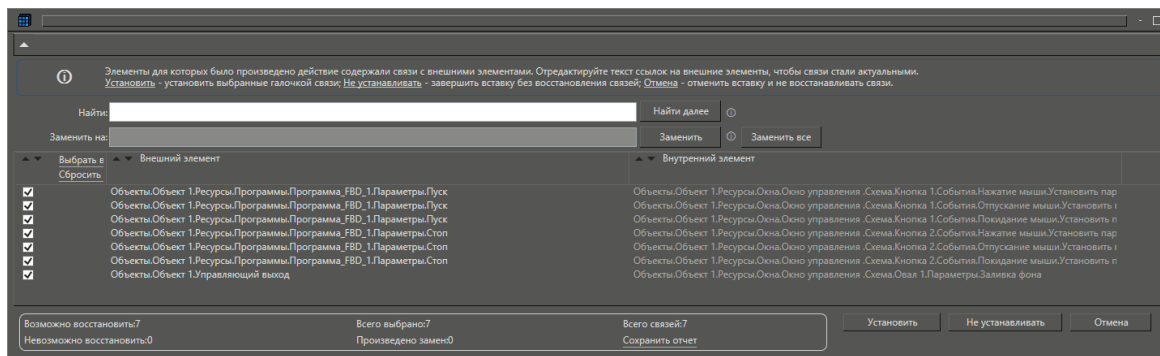 Элементы для которых было произведено действие содержали связи с внешними элементами. Отредактируйте текст ссылок на внешние элементы, чтобы связи стали актуальными.
Установить - установить выбранные галочкой связи; Не устанавливать - завершить вставку без восстановления связей; Отмена - отменить вставку и не восстанавливать связи.
Найти: Найти далее
Заменить на: Заменить Заменить все
Выбрать в Внешний элемент Внутренний элемент
Сбросить
Объекты.Объект 1.Ресурсы.Программы.Программа_FBD_1.Параметры.Пуск Объекты.Объект 1.Ресурсы.Окна.Окно управления .Схема.Кнопка 1.События.Нажатие мыши.Установить пар
Объекты.Объект 1.Ресурсы.Программы.Программа_FBD_1.Параметры.Пуск Объекты.Объект 1.Ресурсы.Окна.Окно управления .Схема.Кнопка 1.События.Отпускание мыши.Установить
Объекты.Объект 1.Ресурсы.Программы.Программа_FBD_1.Параметры.Пуск Объекты.Объект 1.Ресурсы.Окна.Окно управления .Схема.Кнопка 1.События.Покидание мыши.Установить п
Объекты.Объект 1.Ресурсы.Программы.Программа_FBD_1.Параметры.Стоп Объекты.Объект 1.Ресурсы.Окна.Окно управления .Схема.Кнопка 2.События.Нажатие мыши.Установить пар
Объекты.Объект 1.Ресурсы.Программы.Программа_FBD_1.Параметры.Стоп Объекты.Объект 1.Ресурсы.Окна.Окно управления .Схема.Кнопка 2.События.Отпускание мыши.Установить
Объекты.Объект 1.Ресурсы.Программы.Программа_FBD_1.Параметры.Стоп Объекты.Объект 1.Ресурсы.Окна.Окно управления .Схема.Кнопка 2.События.Покидание мыши.Установить п
Объекты.Объект 1.Управляющий выход Объекты.Объект 1.Ресурсы.Окна.Окно управления .Схема.Овал 1.Параметры.Заливка фона
Возможно восстановить:7 Всего выбрано:7 Всего связей:7 Установить Не устанавливать Отмена
Невозможно восстановить:0 Произведено замен:0 Сохранить отчет